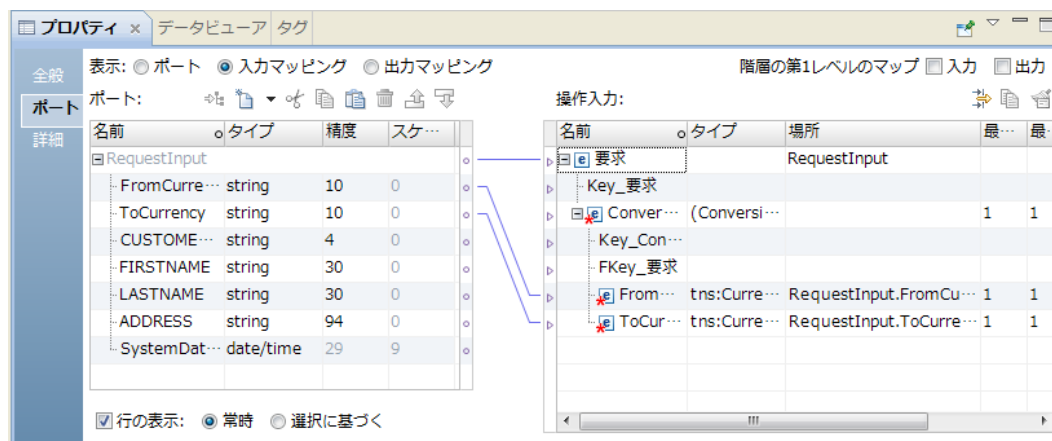 プロパティ データビューア タグ
全般
ポート
詳細
表示: ポート 入力マッピング 出力マッピング 階層の第1レベルのマップ 入力 出力
ポート: 操作入力:
名前 タイプ 精度 スケ… 名前 タイプ 場所 最… 最…
RequestInput 要求 RequestInput
FromCurre… string 10 0 Key_要求
ToCurrency string 10 0 Conver… (Conversi… 1 1
CUSTOME… string 4 0 Key_Con…
FIRSTNAME string 30 0 FKey_要求
LASTNAME string 30 0 From… tns:Curre… RequestInput.FromCu… 1 1
ADDRESS string 94 0 ToCur… tns:Curre… RequestInput.ToCurre… 1 1
SystemDat… date/time 29 9
行の表示: 常時 選択に基づく